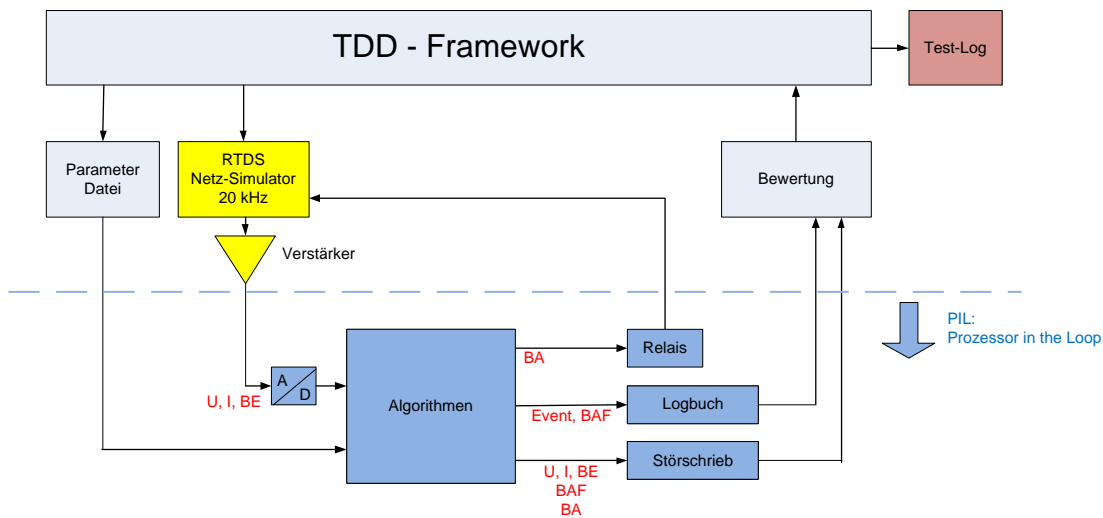 TDD - Framework
Test-Log
Parameter
Datei
RTDS
Netz-Simulator
20 kHz
Bewertung
Verstärker
PIL:
Prozessor in the Loop
U, I, BE
A
D
Algorithmen
BA
Relais
Event, BAF
Logbuch
U, I, BE
BAF
BA
Störschrieb